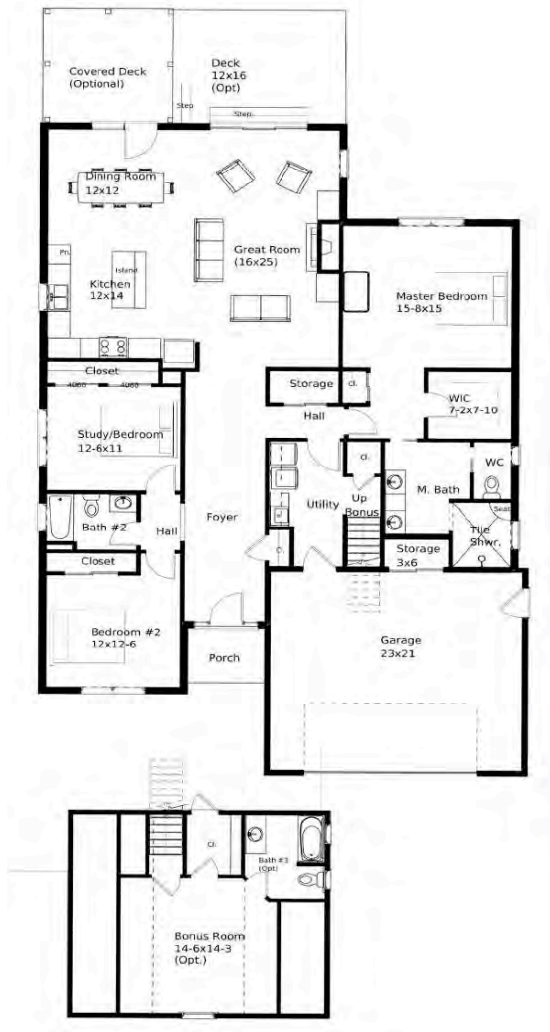 Covered Deck
(Optional)
Deck
12x16
(Opt)
Step
Step
Dining Room
12x12
Great Room
(16x25)
Pn.
Island
Kitchen
12x14
Master Bedroom
15-8x15
Closet
4060 4060
Storage
cl.
Hall
WIC
7-2x7-10
Study/Bedroom
12-6x11
cl.
WC
M. Bath
Up
Bonus
Utility
Seat
Tile
Shwr.
Bath #2
Hall
Foyer
Closet
Storage
3x6
Bedroom #2
12x12-6
Porch
Garage
23x21
cl.
Bath #3
(Opt)
Bonus Room
14-6x14-3
(Opt.)